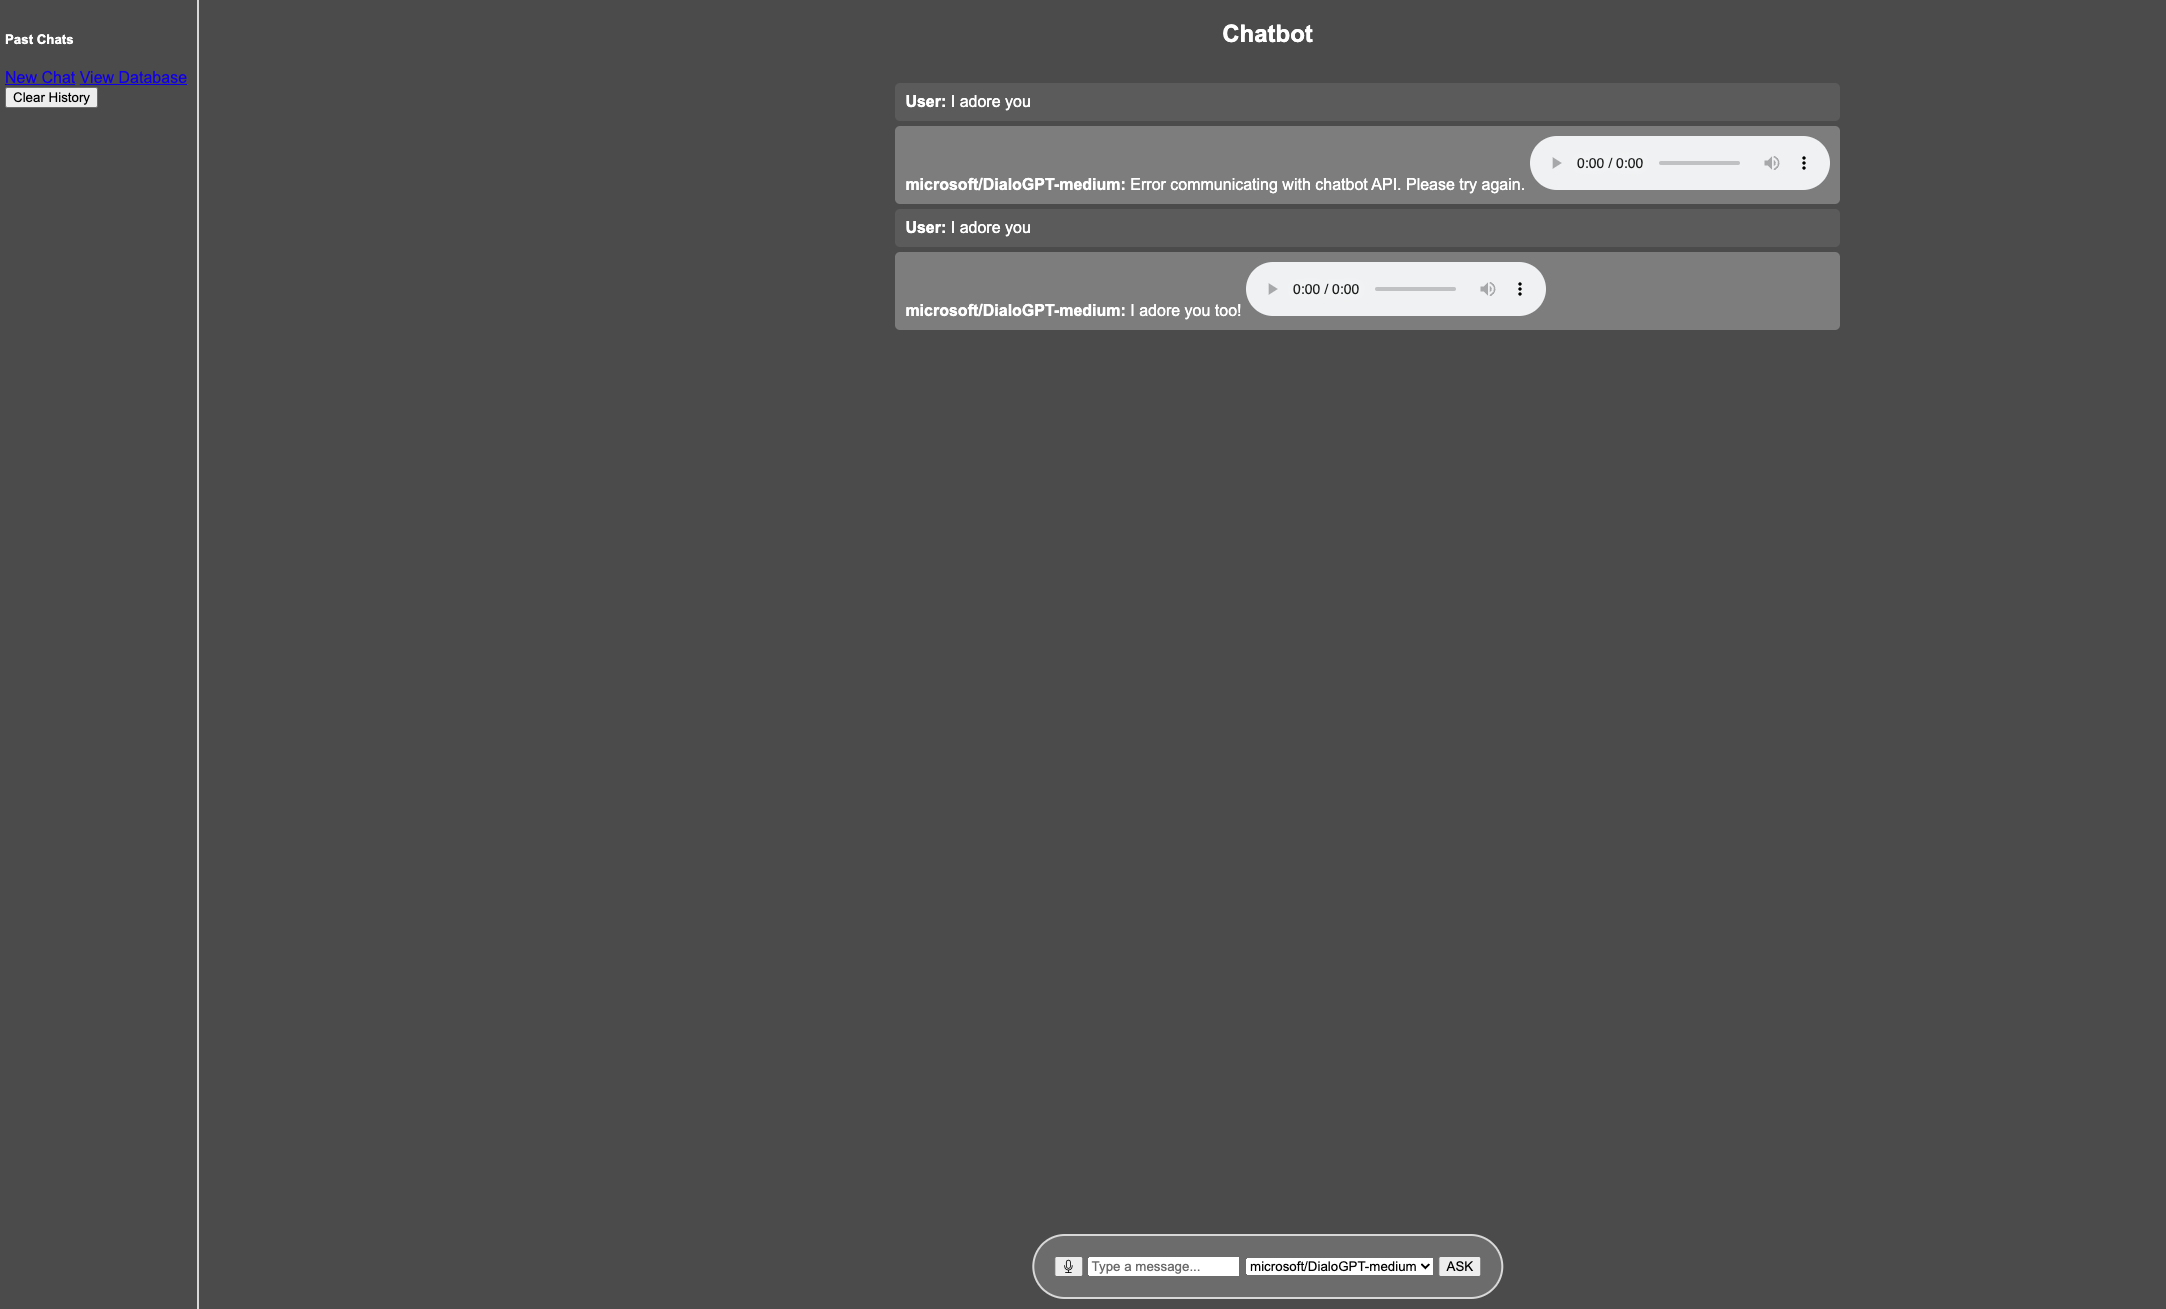 Past Chats
New Chat View Database
Clear History
Chatbot
User: I adore you
0:00 / 0:00
microsoft/DialoGPT-medium: Error communicating with chatbot API. Please try again.
User: I adore you
0:00 / 0:00
microsoft/DialoGPT-medium: I adore you too!
Type a message... microsoft/DialoGPT-medium ASK